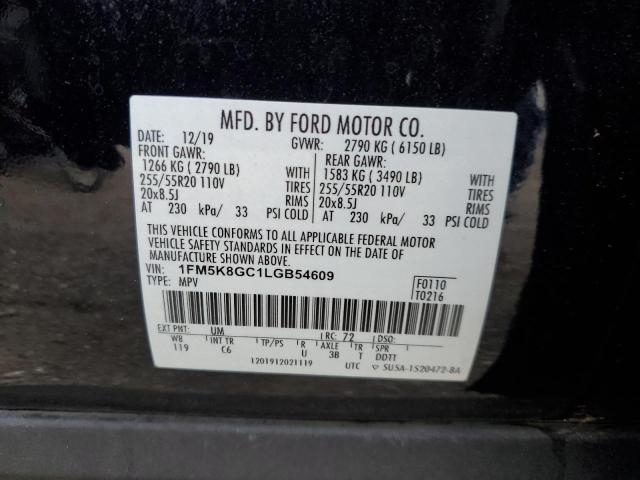 MFD. BY FORD MOTOR CO.
DATE: 12/19 GVWR: 2790 KG ( 6150 LB)
FRONT GAWR: REAR GAWR:
1266 KG ( 2790 LB) 1583 KG ( 3490 LB)
255/55R20 110V TIRES 255/55R20 110V TIRES
20x8.5J RIMS 20x8.5J RIMS
AT 230 kPa/ 33 PSI COLD AT 230 kPa/ 33 PSI COLD
THIS VEHICLE CONFORMS TO ALL APPLICABLE FEDERAL MOTOR
VEHICLE SAFETY STANDARDS IN EFFECT ON THE DATE OF
MANUFACTURE SHOWN ABOVE.
VIN: 1FM5K8GC1LGB54609 F0110
TYPE: MPV T0216
EXT PNT: UM RC: 72 DSO:
WB INT TR TP/PS R AXLE TR SPR
119 C6 U 3B T DDTT
1201912021119 UTC ▽ SU5A-1520472-BA